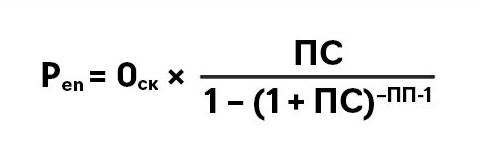 Pеп = Оск × ПС / 1 – (1 + ПС)^–ПП-1